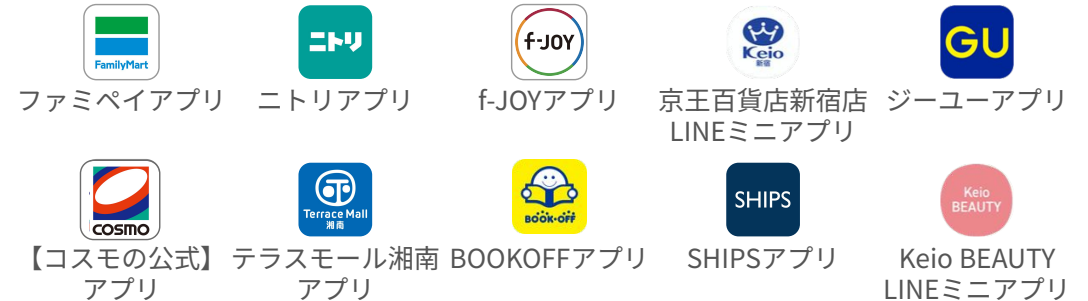 FamilyMart
ファミペイアプリ
ニトリ
ニトリアプリ
f-JOY
f-JOYアプリ
Keio
新宿
京王百貨店新宿店
LINEミニアプリ
GU
ジーユーアプリ
COSMO
【コスモの公式】
アプリ
Terrace Mall
湘南
テラスモール湘南
アプリ
BOOK・OFF
BOOKOFFアプリ
SHIPS
SHIPSアプリ
Keio
BEAUTY
Keio BEAUTY
LINEミニアプリ